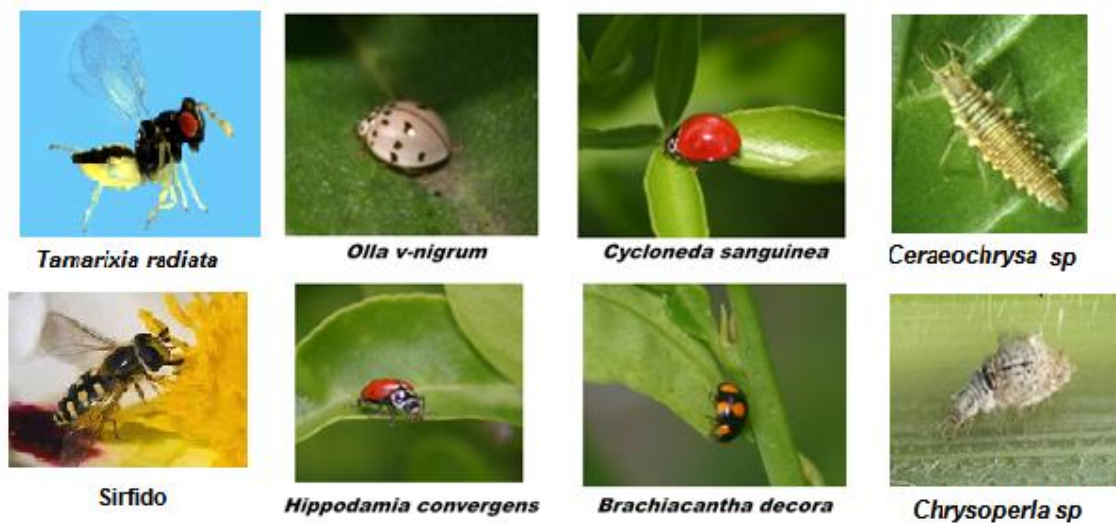 Tamarixia radiata
Olla v-nigrum
Cycloneda sanguinea
Ceraeochrysa sp
Sirfido
Hippodamia convergens
Brachiacantha decora
Chrysoperla sp